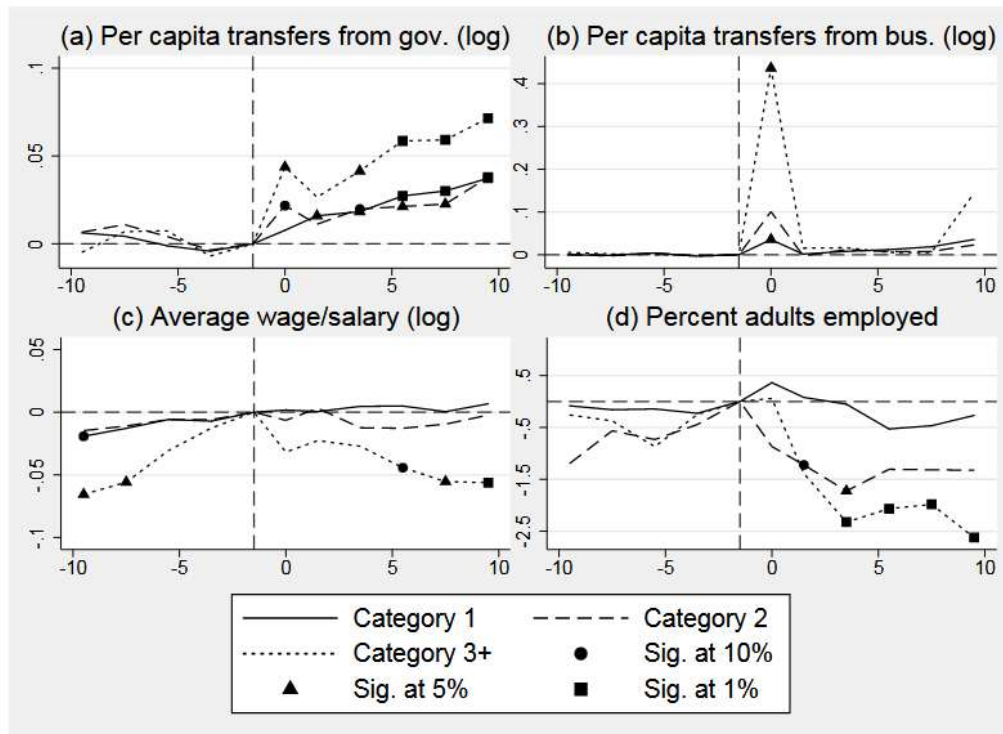 (a) Per capita transfers from gov. (log)
.1
.05
0
-10 -5 0 5 10
(b) Per capita transfers from bus. (log)
.4
.3
.2
.1
0
-10 -5 0 5 10
(c) Average wage/salary (log)
.05
0
-.05
-.1
-10 -5 0 5 10
(d) Percent adults employed
.5
-.5
-1.5
-2.5
-10 -5 0 5 10
Category 1 Category 2
Category 3+ Sig. at 10%
Sig. at 5% Sig. at 1%